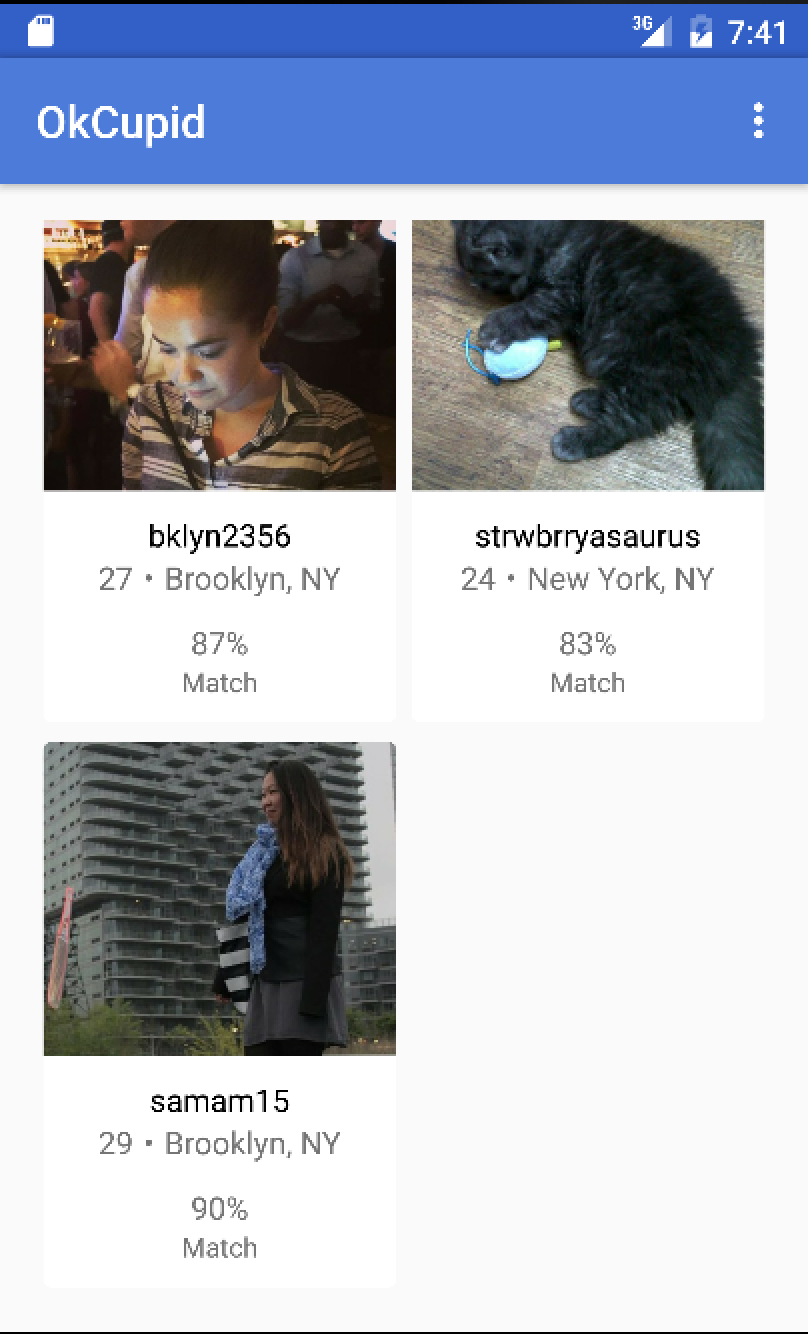 3G 7:41
OkCupid
bklyn2356
27 • Brooklyn, NY
87%
Match
strwbrryasaurus
24 • New York, NY
83%
Match
samam15
29 • Brooklyn, NY
90%
Match